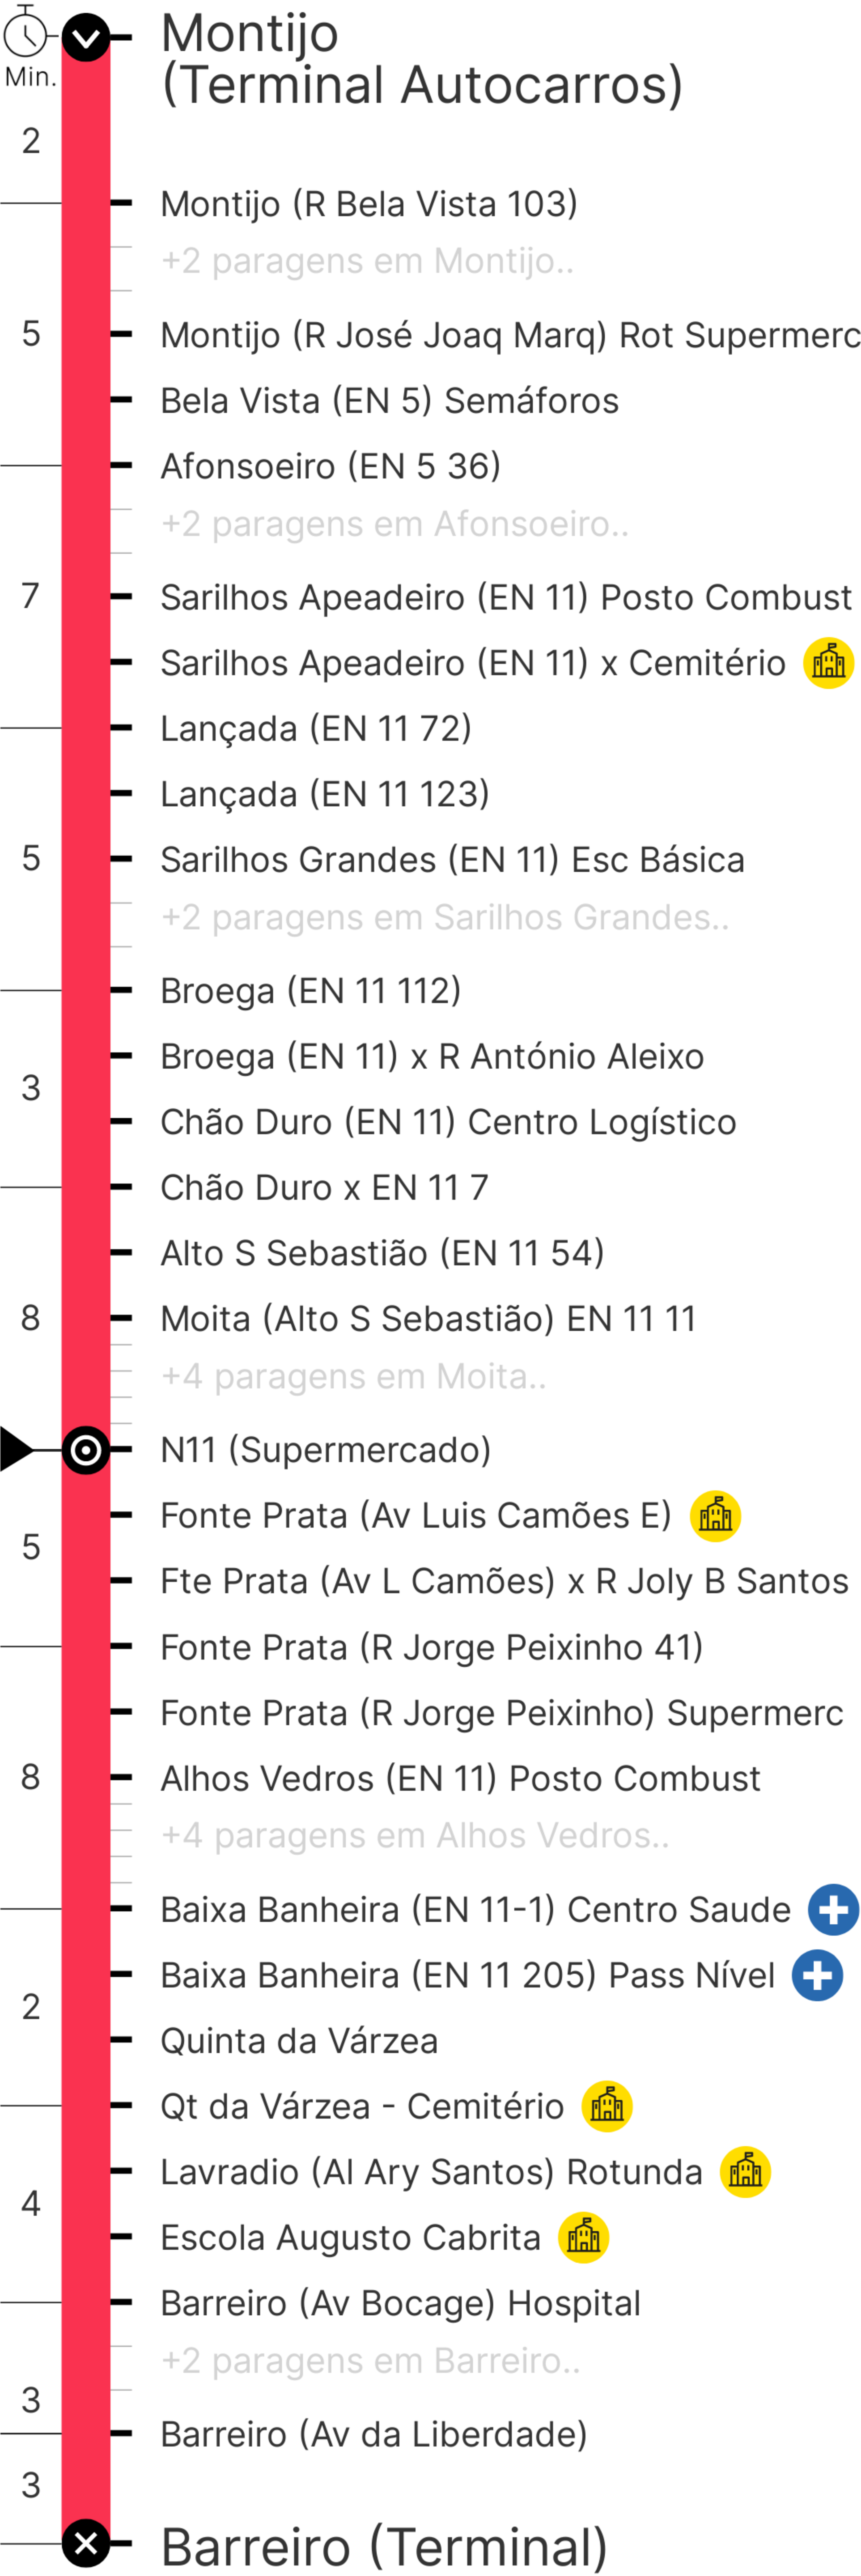 Min.
Montijo
(Terminal Autocarros)
2
Montijo (R Bela Vista 103)
+2 paragens em Montijo..
5
Montijo (R José Joaq Marq) Rot Supermerc
Bela Vista (EN 5) Semáforos
Afonsoeiro (EN 5 36)
+2 paragens em Afonsoeiro..
7
Sarilhos Apeadeiro (EN 11) Posto Combust
Sarilhos Apeadeiro (EN 11) x Cemitério
Lançada (EN 11 72)
Lançada (EN 11 123)
5
Sarilhos Grandes (EN 11) Esc Básica
+2 paragens em Sarilhos Grandes..
Broega (EN 11 112)
Broega (EN 11) x R António Aleixo
3
Chão Duro (EN 11) Centro Logístico
Chão Duro x EN 11 7
Alto S Sebastião (EN 11 54)
8
Moita (Alto S Sebastião) EN 11 11
+4 paragens em Moita..
N11 (Supermercado)
Fonte Prata (Av Luis Camões E)
5
Fte Prata (Av L Camões) x R Joly B Santos
Fonte Prata (R Jorge Peixinho 41)
Fonte Prata (R Jorge Peixinho) Supermerc
8
Alhos Vedros (EN 11) Posto Combust
+4 paragens em Alhos Vedros..
Baixa Banheira (EN 11-1) Centro Saude
Baixa Banheira (EN 11 205) Pass Nível
2
Quinta da Várzea
Qt da Várzea - Cemitério
Lavradio (Al Ary Santos) Rotunda
4
Escola Augusto Cabrita
Barreiro (Av Bocage) Hospital
+2 paragens em Barreiro..
3
Barreiro (Av da Liberdade)
3
Barreiro (Terminal)